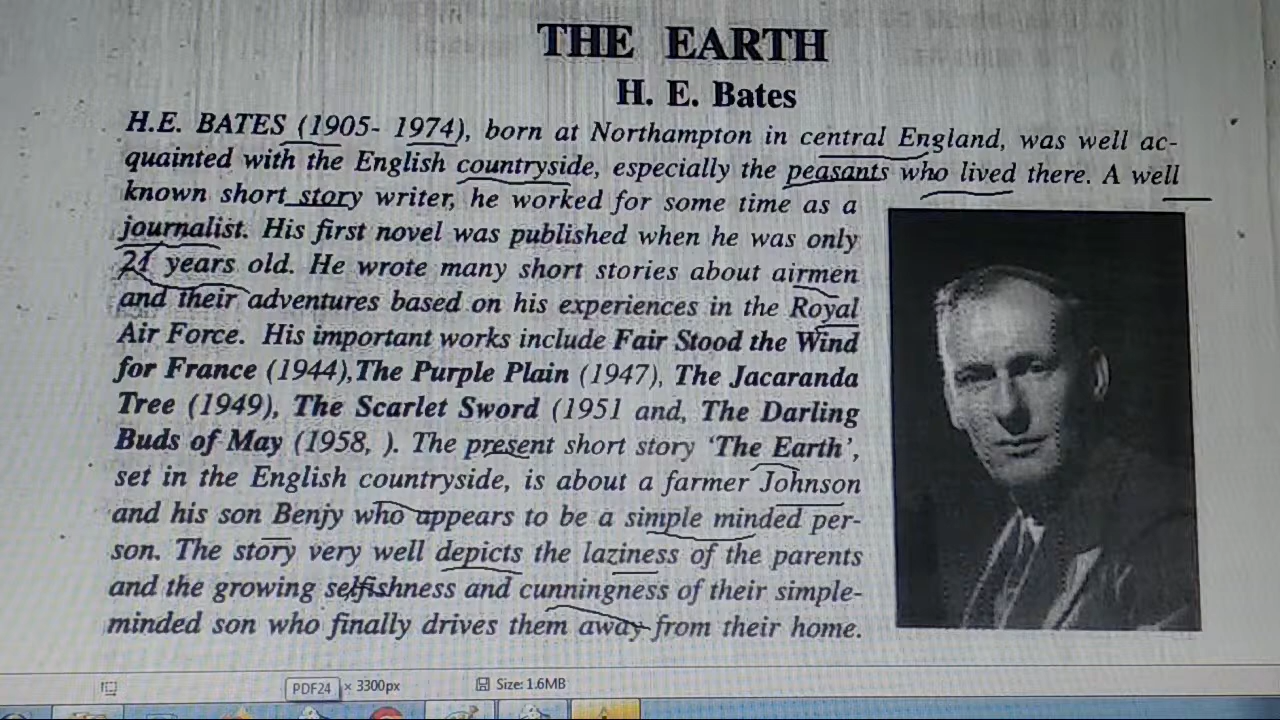 THE EARTH
H. E. Bates
H.E. BATES (1905- 1974), born at Northampton in central England, was well ac-
quainted with the English countryside, especially the peasants who lived there. A well
known short story writer, he worked for some time as a
journalist. His first novel was published when he was only
21 years old. He wrote many short stories about airmen
and their adventures based on his experiences in the Royal
Air Force. His important works include Fair Stood the Wind
for France (1944),The Purple Plain (1947), The Jacaranda
Tree (1949), The Scarlet Sword (1951 and, The Darling
Buds of May (1958, ). The present short story ‘The Earth’,
set in the English countryside, is about a farmer Johnson
and his son Benjy who appears to be a simple minded per-
son. The story very well depicts the laziness of the parents
and the growing selfishness and cunningness of their simple-
minded son who finally drives them away from their home.
PDF24 × 3300px Size: 1.6MB